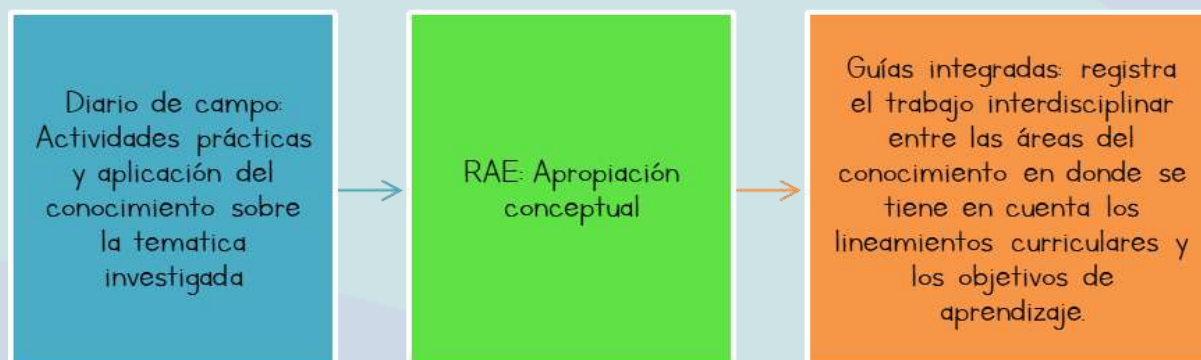 Diario de campo:
Actividades prácticas
y aplicación del
conocimiento sobre
la tematica
investigada
RAE: Apropiación
conceptual
Guías integradas: registra
el trabajo interdisciplinar
entre las áreas del
conocimiento en donde se
tiene en cuenta los
lineamientos curriculares y
los objetivos de
aprendizaje.